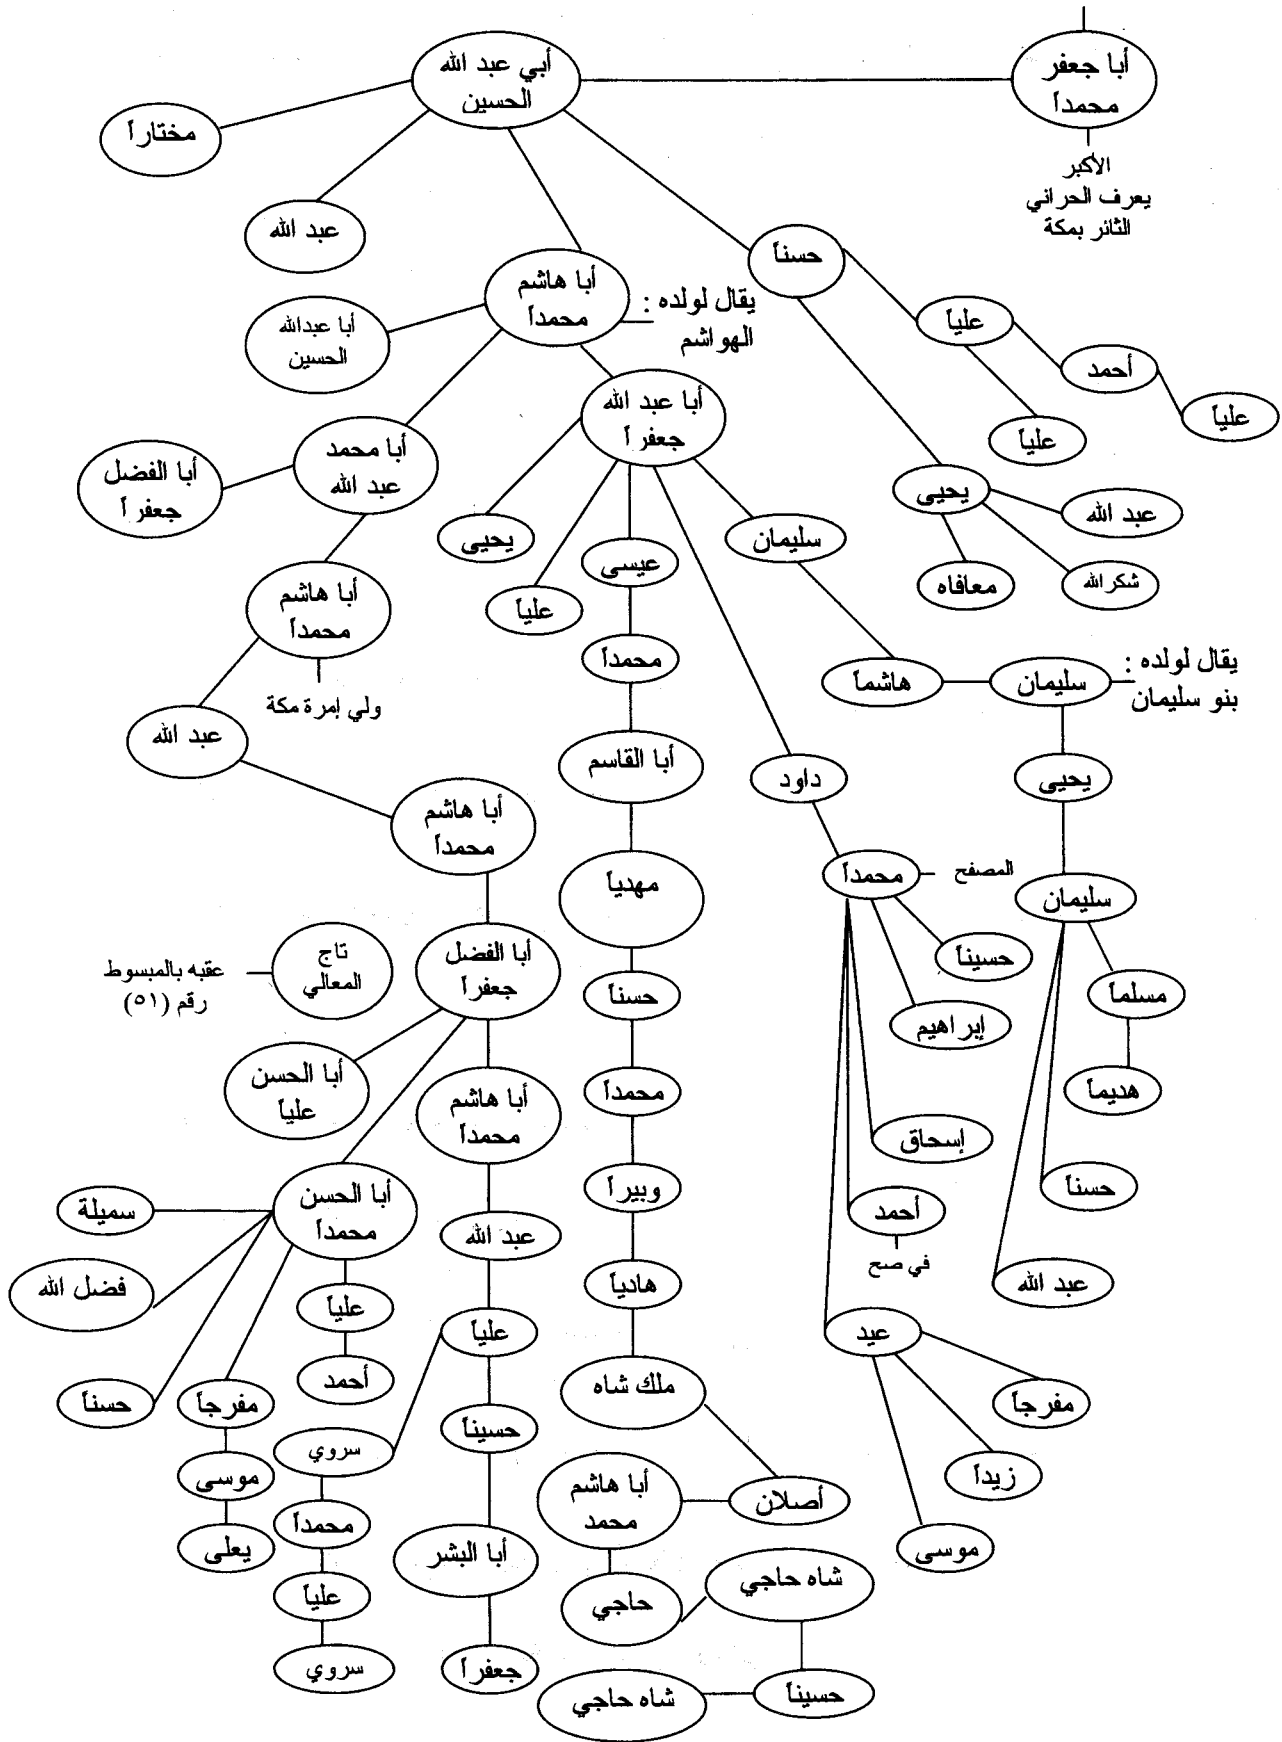 أبا جعفر
محمداً
الأكبر
يعرف الحراني
الثائر بمكة
أبي عبد الله
الحسين
مختاراً
عبد الله
حسناً
أبا هاشم
محمداً
يقال لولده :
الهواشم
أبا عبدالله
الحسين
علياً
أحمد
علياً
علياً
أبا عبد الله
جعفراً
أبا محمد
عبد الله
أبا الفضل
جعفراً
يحيى
عبد الله
شكر الله
معافاه
سليمان
عيسى
يحيى
علياً
أبا هاشم
محمداً
ولي إمرة مكة
محمداً
هاشماً
سليمان
يقال لولده :
بنو سليمان
عبد الله
أبا القاسم
داود
يحيى
أبا هاشم
محمداً
مهدياً
محمداً
المصفح
سليمان
تاج
المعالي
عقبه بالمبسوط
رقم (٥١)
أبا الفضل
جعفراً
حسناً
حسيناً
إبراهيم
مسلماً
هديماً
أبا الحسن
علياً
أبا هاشم
محمداً
محمداً
إسحاق
أبا الحسن
محمداً
سميلة
وبيراً
أحمد
في صح
حسناً
عبد الله
عبد الله
فضل الله
علياً
هادياً
علياً
عيد
أحمد
حسناً
مفرجاً
ملك شاه
مفرجاً
حسيناً
سروي
موسى
زيداً
أصلان
أبا هاشم
محمد
محمداً
يعلى
موسى
أبا البشر
شاه حاجي
حاجي
علياً
سروي
جعفراً
حسيناً
شاه حاجي